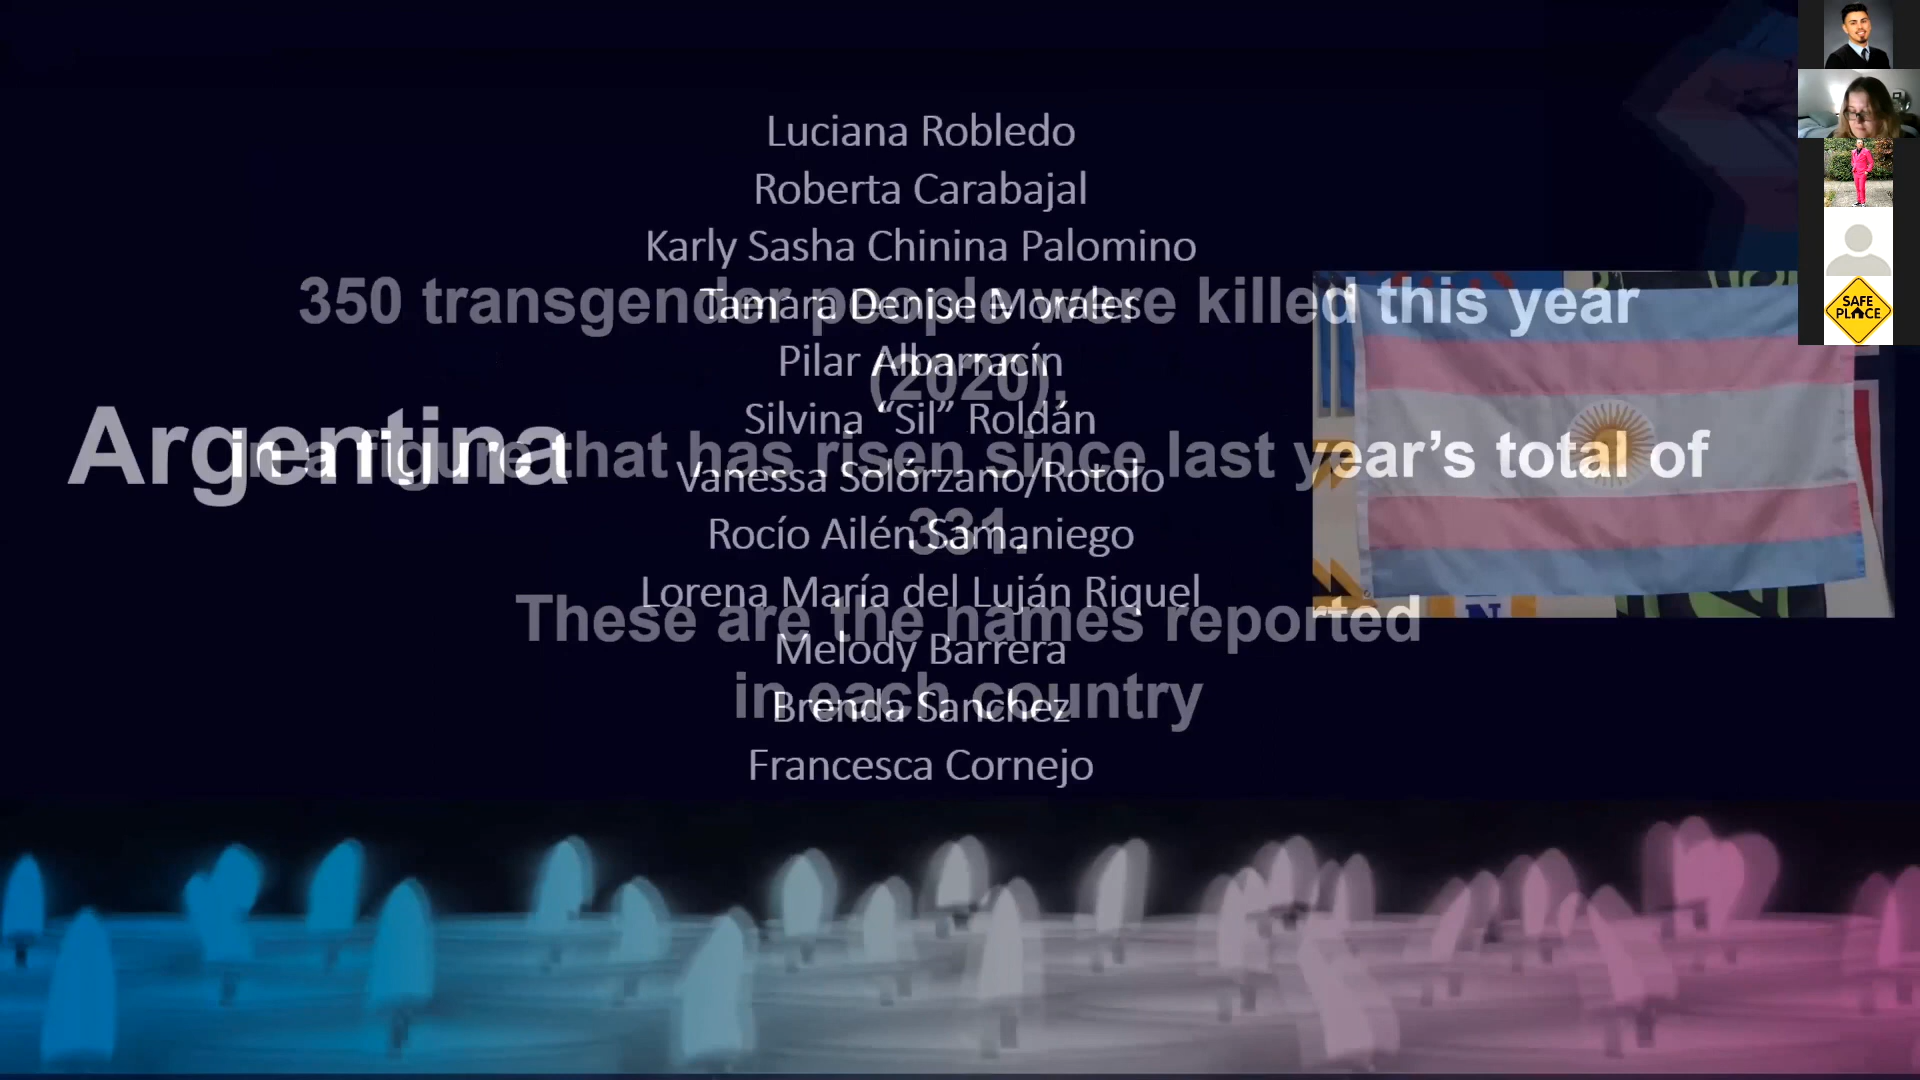 Luciana Robledo
Roberta Carabajal
Karly Sasha Chinina Palomino
350 transgender people were killed this year
Tamara Denise Morales
Pilar Albarracín
(2020),
Silvina “Sil” Roldán
Argentina
in a figure that has risen since last year’s total of
Vanessa Solórzano/Rotolo
331.
Rocío Ailén Samaniego
Lorena María del Luján Riquel
These are the names reported
Melody Barrera
in each country
Brenda Sanchez
Francesca Cornejo
SAFE
PLACE
N